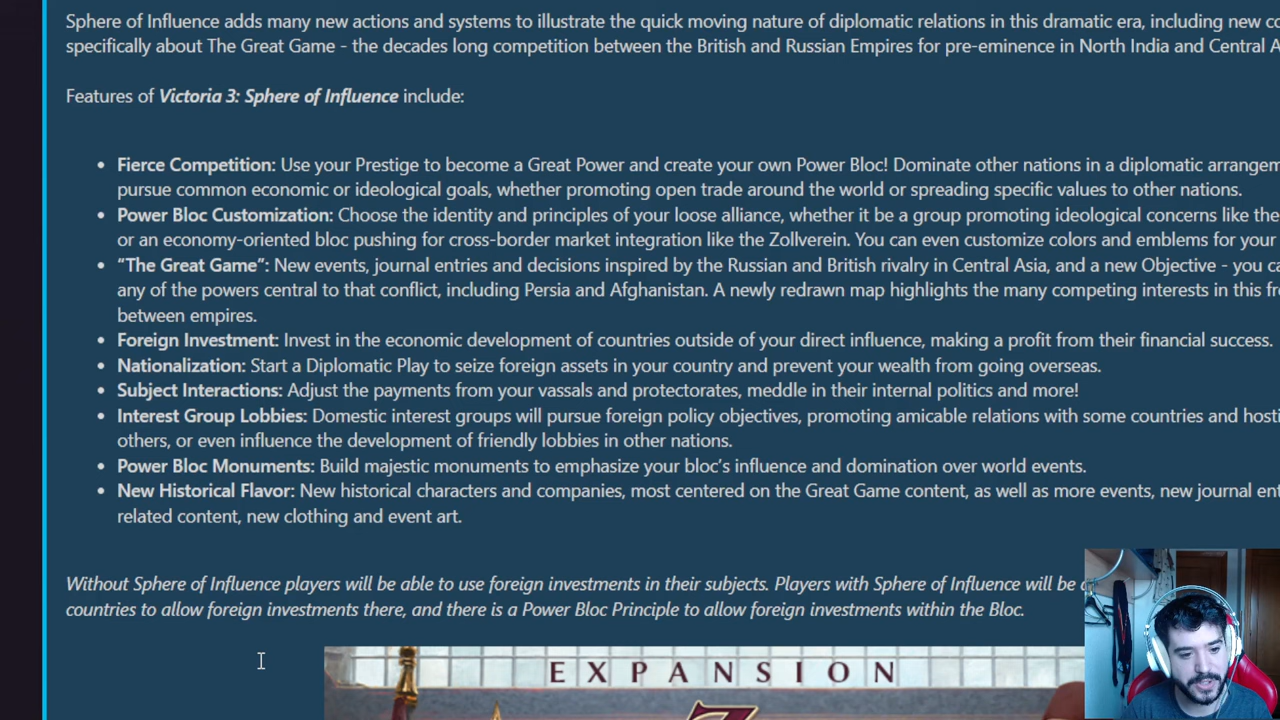 Sphere of Influence adds many new actions and systems to illustrate the quick moving nature of diplomatic relations in this dramatic era, including new
specifically about The Great Game - the decades long competition between the British and Russian Empires for pre-eminence in North India and Central
Features of Victoria 3: Sphere of Influence include:
• Fierce Competition: Use your Prestige to become a Great Power and create your own Power Bloc! Dominate other nations in a diplomatic
pursue common economic or ideological goals, whether promoting open trade around the world or spreading specific values to other nations.
• Power Bloc Customization: Choose the identity and principles of your loose alliance, whether it be a group promoting ideological concerns like the
or an economy-oriented bloc pushing for cross-border market integration like the Zollverein. You can even customize colors and emblems for your
• “The Great Game”: New events, journal entries and decisions inspired by the Russian and British rivalry in Central Asia, and a new Objective - you
any of the powers central to that conflict, including Persia and Afghanistan. A newly redrawn map highlights the many competing interests in this
between empires.
• Foreign Investment: Invest in the economic development of countries outside of your direct influence, making a profit from their financial success.
• Nationalization: Start a Diplomatic Play to seize foreign assets in your country and prevent your wealth from going overseas.
• Subject Interactions: Adjust the payments from your vassals and protectorates, meddle in their internal politics and more!
• Interest Group Lobbies: Domestic interest groups will pursue foreign policy objectives, promoting amicable relations with some countries and
others, or even influence the development of friendly lobbies in other nations.
• Power Bloc Monuments: Build majestic monuments to emphasize your bloc’s influence and domination over world events.
• New Historical Flavor: New historical characters and companies, most centered on the Great Game content, as well as more events, new journal
related content, new clothing and event art.
Without Sphere of Influence players will be able to use foreign investments in their subjects. Players with Sphere of Influence will be
countries to allow foreign investments there, and there is a Power Bloc Principle to allow foreign investments within the Bloc.
EXPANSION